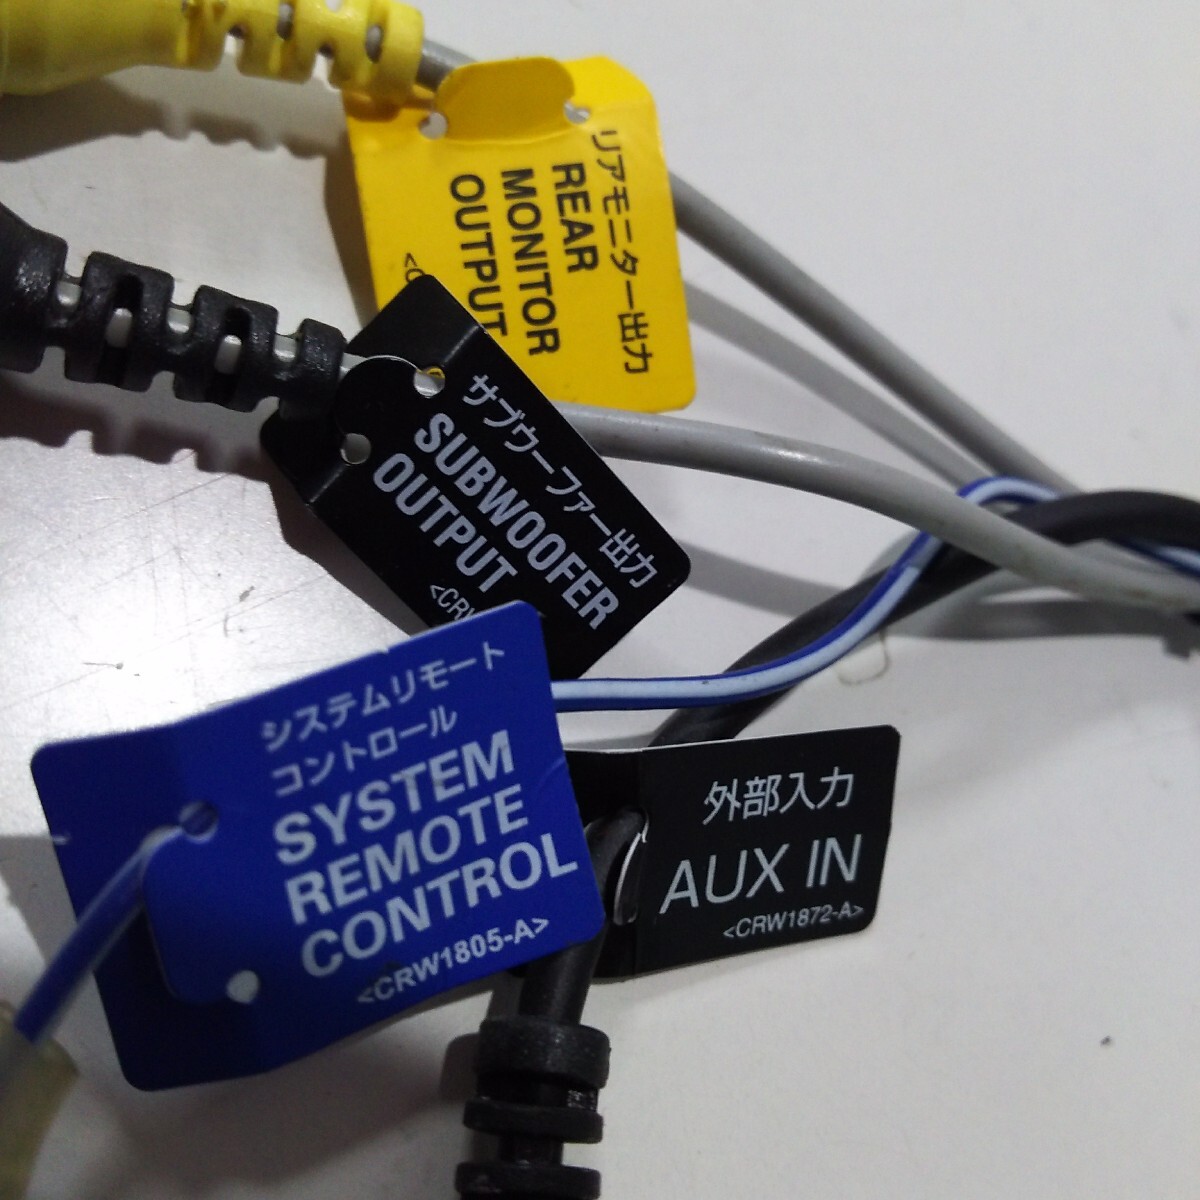 リアモニター出力
REAR
MONITOR
OUTPUT
サブウーファー出力
SUBWOOFER
OUTPUT
システムリモート
コントロール
SYSTEM
REMOTE
CONTROL
<CRW1805-A>
外部入力
AUX IN
<CRW1872-A>